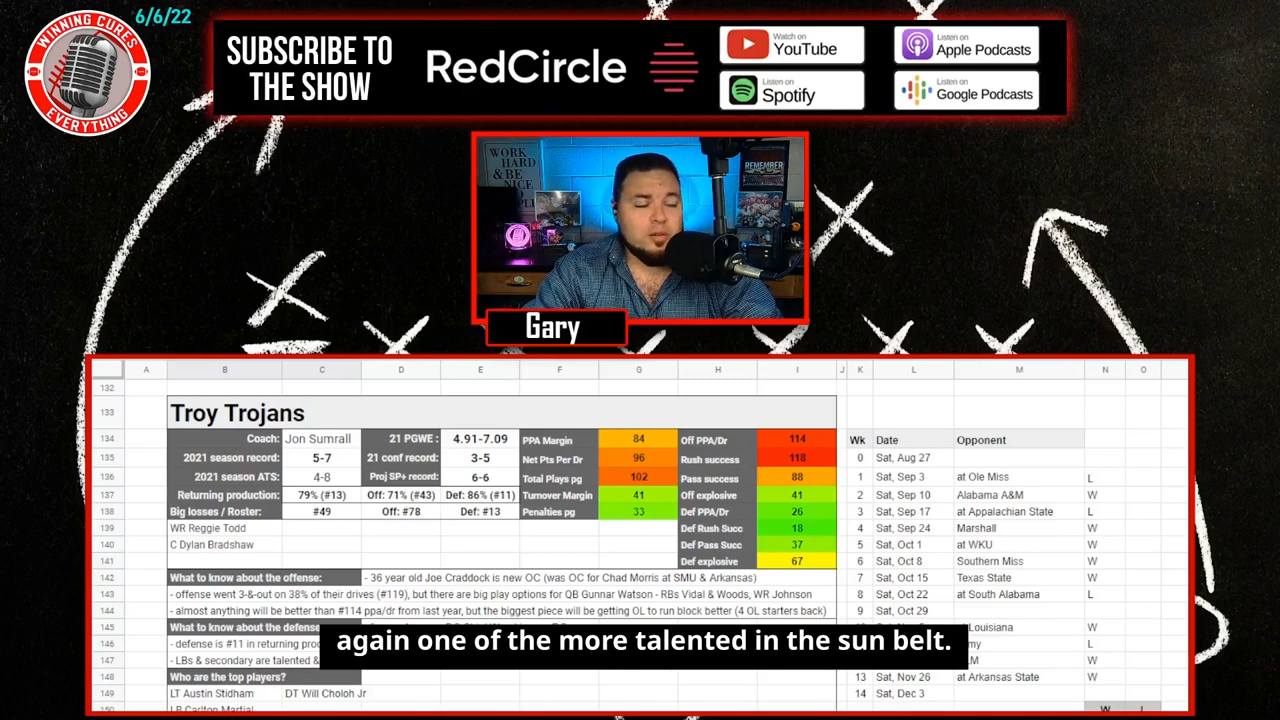 6/6/22
WINNING CURES
EVERYTHING
SUBSCRIBE TO
THE SHOW
RedCircle
Watch on
YouTube
Listen on
Spotify
Listen on
Apple Podcasts
Listen on
Google Podcasts
WORK
HARD
& BE
NICE
REMEMBER
Gary
A B C D E F G H I J K L M N O
132
133 Troy Trojans
134 Coach: Jon Sumrall 21 PGWE : 4.91-7.09 PPA Margin 84 Off PPA/Dr 114 Wk Date Opponent
135 2021 season record: 5-7 21 conf record: 3-5 Net Pts Per Dr 96 Rush success 118 0 Sat, Aug 27
136 2021 season ATS: 4-8 Proj SP+ record: 6-6 Total Plays pg 102 Pass success 88 1 Sat, Sep 3 at Ole Miss L
137 Returning production: 79% (#13) Off: 71% (#43) Def: 86% (#11) Turnover Margin 41 Off explosive 41 2 Sat, Sep 10 Alabama A&M W
138 Big losses / Roster: #49 Off: #78 Def: #13 Penalties pg 33 Def PPA/Dr 26 3 Sat, Sep 17 at Appalachian State L
139 WR Reggie Todd Def Rush Succ 18 4 Sat, Sep 24 Marshall W
140 C Dylan Bradshaw Def Pass Succ 37 5 Sat, Oct 1 at WKU W
141 Def explosive 67 6 Sat, Oct 8 Southern Miss W
142 What to know about the offense: - 36 year old Joe Craddock is new OC (was OC for Chad Morris at SMU & Arkansas) 7 Sat, Oct 15 Texas State W
143 - offense went 3-&-out on 38% of their drives (#119), but there are big play options for QB Gunnar Watson - RBs Vidal & Woods, WR Johnson 8 Sat, Oct 22 at South Alabama L
144 - almost anything will be better than #114 ppa/dr from last year, but the biggest piece will be getting OL to run block better (4 OL starters back) 9 Sat, Oct 29
145 What to know about the defense: Louisiana W
146 - defense is #11 in returning L
147 - LBs & secondary are talented & W
again one of the more talented in the sun belt.
148 Who are the top players? 13 Sat, Nov 26 at Arkansas State W
149 LT Austin Stidham DT Will Choloh Jr 14 Sat, Dec 3
150 LB Carlton Martial W L